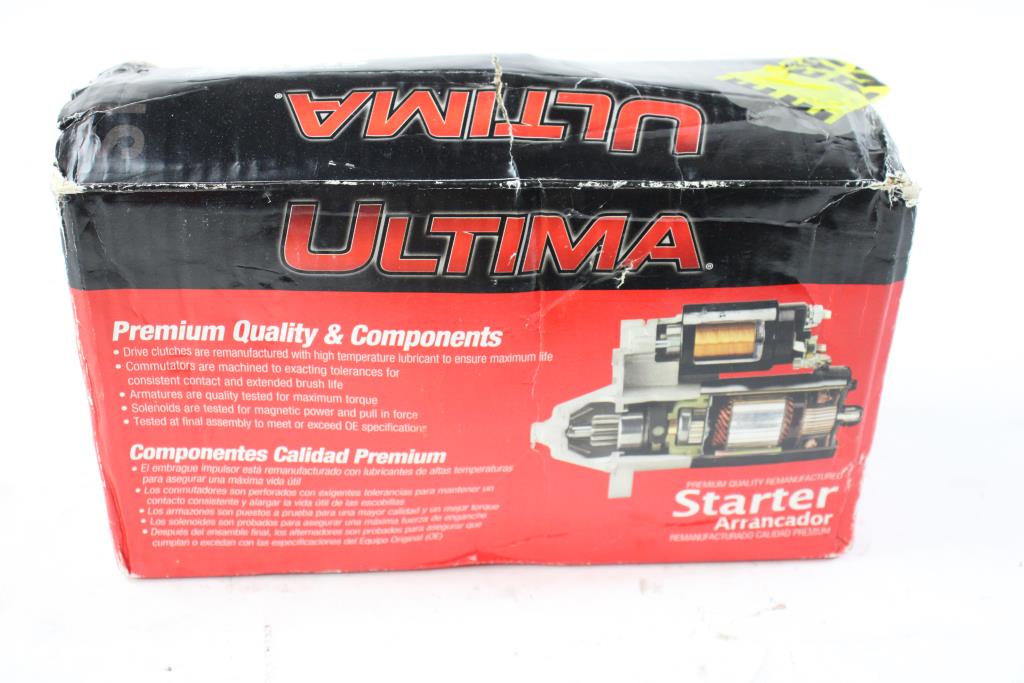 ULTIMA®
ULTIMA®
Premium Quality & Components
• Drive clutches are remanufactured with high temperature lubricant to ensure maximum life
• Commutators are machined to exacting tolerances for
consistent contact and extended brush life
• Armatures are quality tested for maximum torque
• Solenoids are tested for magnetic power and pull in force
• Tested at final assembly to meet or exceed OE specifications
Componentes Calidad Premium
• El embrague impulsor está remanufacturado con lubricantes de altas temperaturas
para asegurar una máxima vida útil
• Los conmutadores son perforados con exigentes tolerancias para mantener un
contacto consistente y alargar la vida útil de las escobillas
• Los armazones son puestos a prueba para una mayor calidad y un mejor torque
• Los solenoides son probados para asegurar una máxima fuerza de enganche
• Después del ensamble final, los alternadores son probados para asegurar que
cumplan o excedan con las especificaciones del Equipo Original (OE)
PREMIUM QUALITY REMANUFACTURED
Starter
Arrancador
REMANUFACTURADO CALIDAD PREMIUM